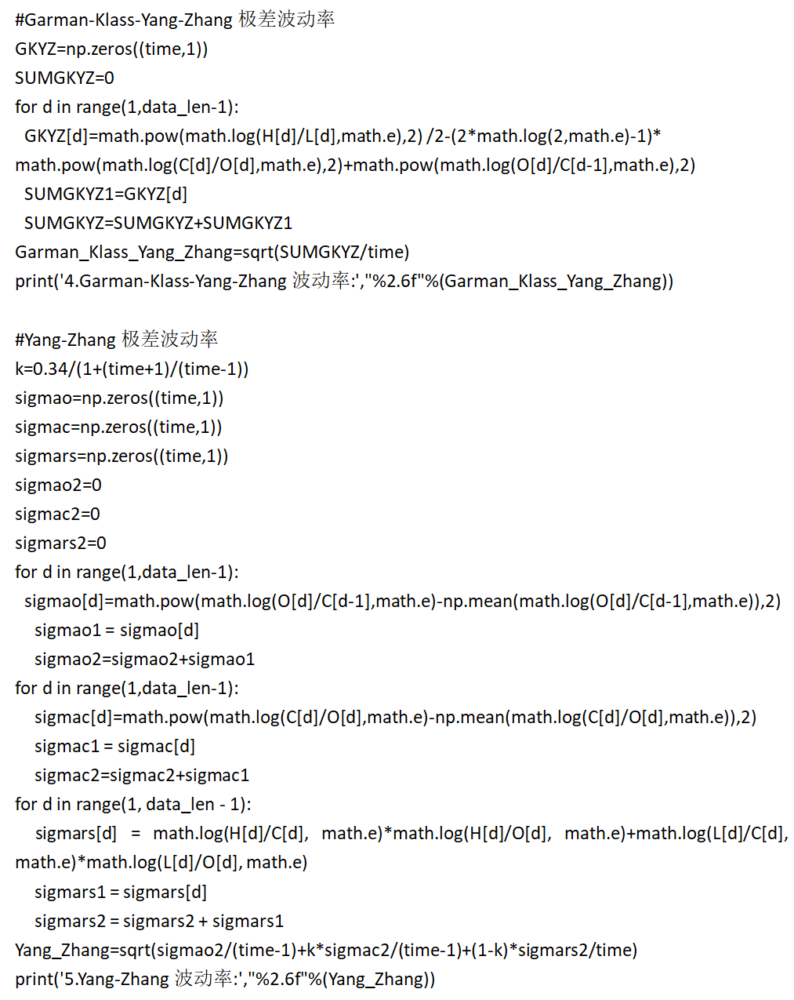 #Garman-Klass-Yang-Zhang 极差波动率
GKYZ=np.zeros((time,1))
SUMGKYZ=0
for d in range(1,data_len-1):
  GKYZ[d]=math.pow(math.log(H[d]/L[d],math.e),2) /2-(2*math.log(2,math.e)-1)*
math.pow(math.log(C[d]/O[d],math.e),2)+math.pow(math.log(O[d]/C[d-1],math.e),2)
  SUMGKYZ1=GKYZ[d]
  SUMGKYZ=SUMGKYZ+SUMGKYZ1
Garman_Klass_Yang_Zhang=sqrt(SUMGKYZ/time)
print('4.Garman-Klass-Yang-Zhang 波动率:',"%2.6f"%(Garman_Klass_Yang_Zhang))

#Yang-Zhang 极差波动率
k=0.34/(1+(time+1)/(time-1))
sigmao=np.zeros((time,1))
sigmac=np.zeros((time,1))
sigmars=np.zeros((time,1))
sigmao2=0
sigmac2=0
sigmars2=0
for d in range(1,data_len-1):
  sigmao[d]=math.pow(math.log(O[d]/C[d-1],math.e)-np.mean(math.log(O[d]/C[d-1],math.e)),2)
    sigmao1 = sigmao[d]
    sigmao2=sigmao2+sigmao1
for d in range(1,data_len-1):
    sigmac[d]=math.pow(math.log(C[d]/O[d],math.e)-np.mean(math.log(C[d]/O[d],math.e)),2)
    sigmac1 = sigmac[d]
    sigmac2=sigmac2+sigmac1
for d in range(1, data_len - 1):
    sigmars[d] = math.log(H[d]/C[d], math.e)*math.log(H[d]/O[d], math.e)+math.log(L[d]/C[d],
math.e)*math.log(L[d]/O[d], math.e)
    sigmars1 = sigmars[d]
    sigmars2 = sigmars2 + sigmars1
Yang_Zhang=sqrt(sigmao2/(time-1)+k*sigmac2/(time-1)+(1-k)*sigmars2/time)
print('5.Yang-Zhang 波动率:',"%2.6f"%(Yang_Zhang))